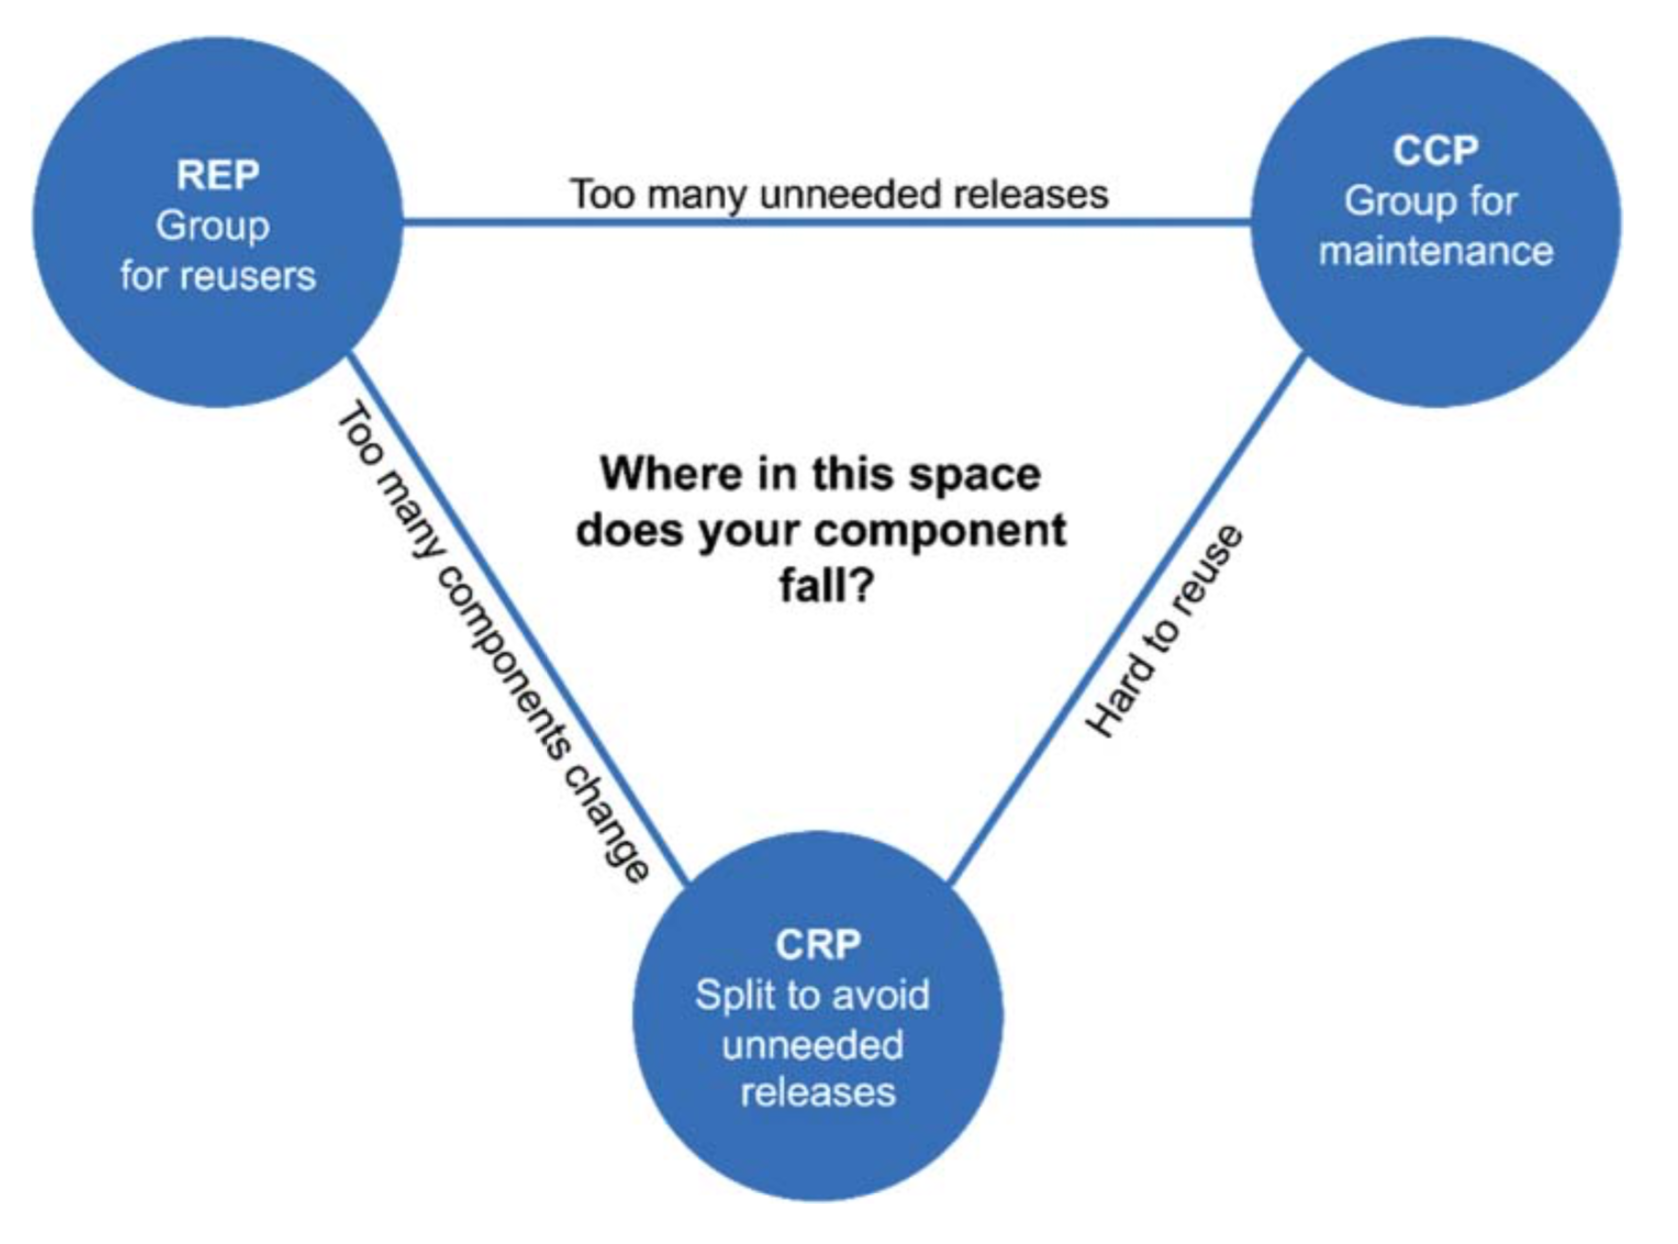 REP
Group
for reusers
Too many unneeded releases
CCP
Group for
maintenance
Too many components change
Where in this space
does your component
fall?
Hard to reuse
CRP
Split to avoid
unneeded
releases